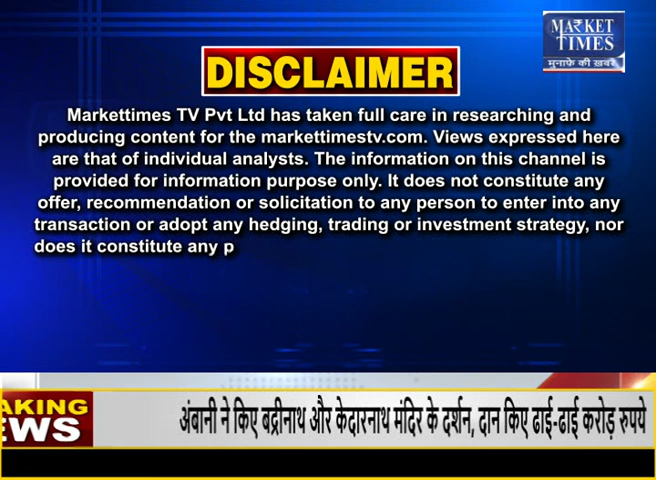 MARKET
TIMES
मुनाफे की ख़बर
DISCLAIMER
Markettimes TV Pvt Ltd has taken full care in researching and
producing content for the markettimestv.com. Views expressed here
are that of individual analysts. The information on this channel is
provided for information purpose only. It does not constitute any
offer, recommendation or solicitation to any person to enter into any
transaction or adopt any hedging, trading or investment strategy, nor
does it constitute any p
AKING
EWS
अंबानी ने किए बद्रीनाथ और केदारनाथ मंदिर के दर्शन, दान किए ढाई-ढाई करोड़ रुपये